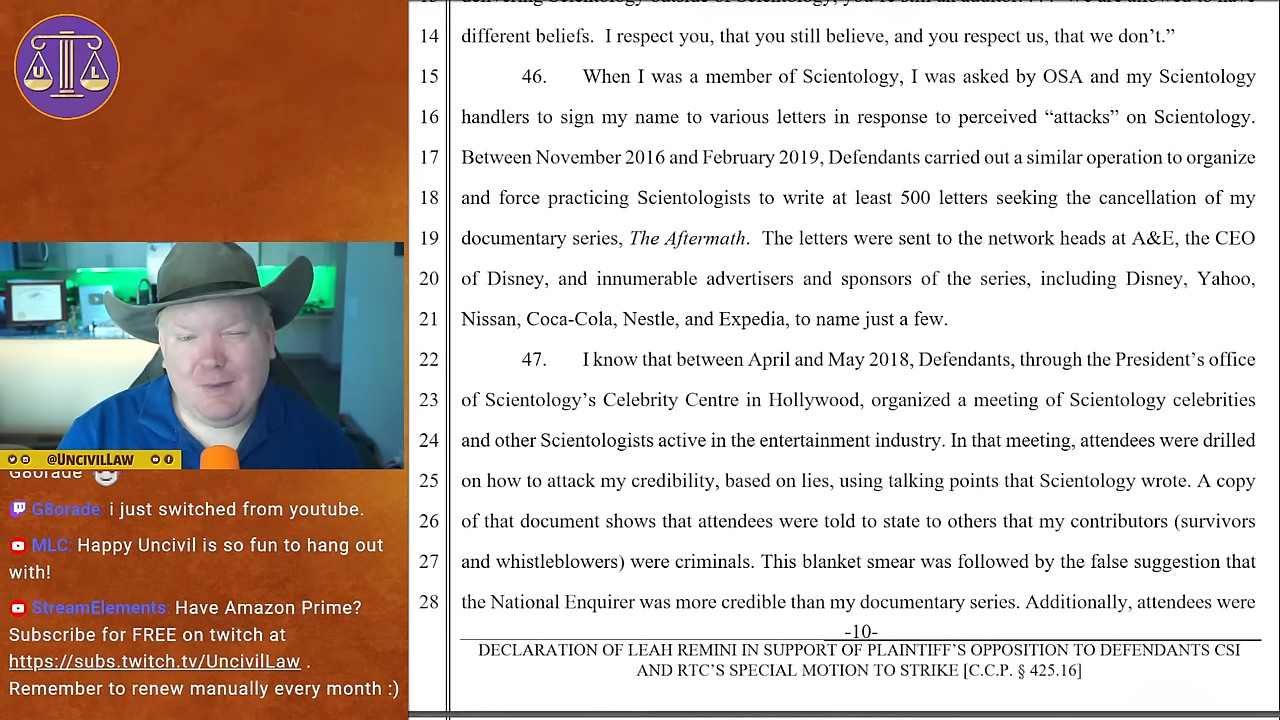 U L
@UNCIVILLAW
G8orade
G8orade: i just switched from youtube.
MLC: Happy Uncivil is so fun to hang out
with!
StreamElements: Have Amazon Prime?
Subscribe for FREE on twitch at
https://subs.twitch.tv/UncivilLaw .
Remember to renew manually every month :)
14 different beliefs. I respect you, that you still believe, and you respect us, that we don’t.”
15 46. When I was a member of Scientology, I was asked by OSA and my Scientology
16 handlers to sign my name to various letters in response to perceived “attacks” on Scientology.
17 Between November 2016 and February 2019, Defendants carried out a similar operation to organize
18 and force practicing Scientologists to write at least 500 letters seeking the cancellation of my
19 documentary series, The Aftermath. The letters were sent to the network heads at A&E, the CEO
20 of Disney, and innumerable advertisers and sponsors of the series, including Disney, Yahoo,
21 Nissan, Coca-Cola, Nestle, and Expedia, to name just a few.
22 47. I know that between April and May 2018, Defendants, through the President’s office
23 of Scientology’s Celebrity Centre in Hollywood, organized a meeting of Scientology celebrities
24 and other Scientologists active in the entertainment industry. In that meeting, attendees were drilled
25 on how to attack my credibility, based on lies, using talking points that Scientology wrote. A copy
26 of that document shows that attendees were told to state to others that my contributors (survivors
27 and whistleblowers) were criminals. This blanket smear was followed by the false suggestion that
28 the National Enquirer was more credible than my documentary series. Additionally, attendees were
-10-
DECLARATION OF LEAH REMINI IN SUPPORT OF PLAINTIFF’S OPPOSITION TO DEFENDANTS CSI
AND RTC’S SPECIAL MOTION TO STRIKE [C.C.P. § 425.16]